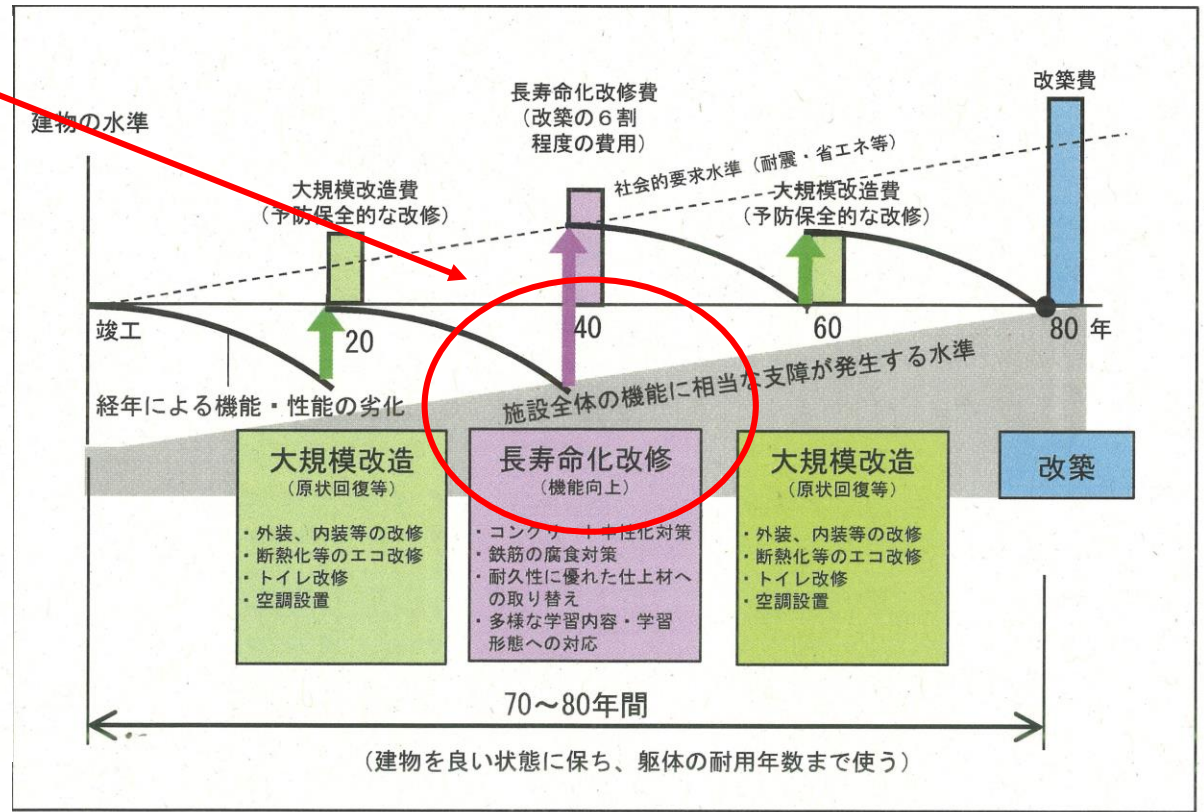 建物の水準
長寿命化改修費
（改築の６割
程度の費用）
改築費
社会的要求水準（耐震・省エネ等）
大規模改造費
（予防保全的な改修）
大規模改造費
（予防保全的な改修）
竣工
20
40
60
80 年
経年による機能・性能の劣化
施設全体の機能に相当な支障が発生する水準
大規模改造
（原状回復等）
・外装、内装等の改修
・断熱化等のエコ改修
・トイレ改修
・空調設置
長寿命化改修
（機能向上）
・コンクリート中性化対策
・鉄筋の腐食対策
・耐久性に優れた仕上材へ
の取り替え
・多様な学習内容・学習
形態への対応
大規模改造
（原状回復等）
・外装、内装等の改修
・断熱化等のエコ改修
・トイレ改修
・空調設置
改築
70～80年間
（建物を良い状態に保ち、躯体の耐用年数まで使う）